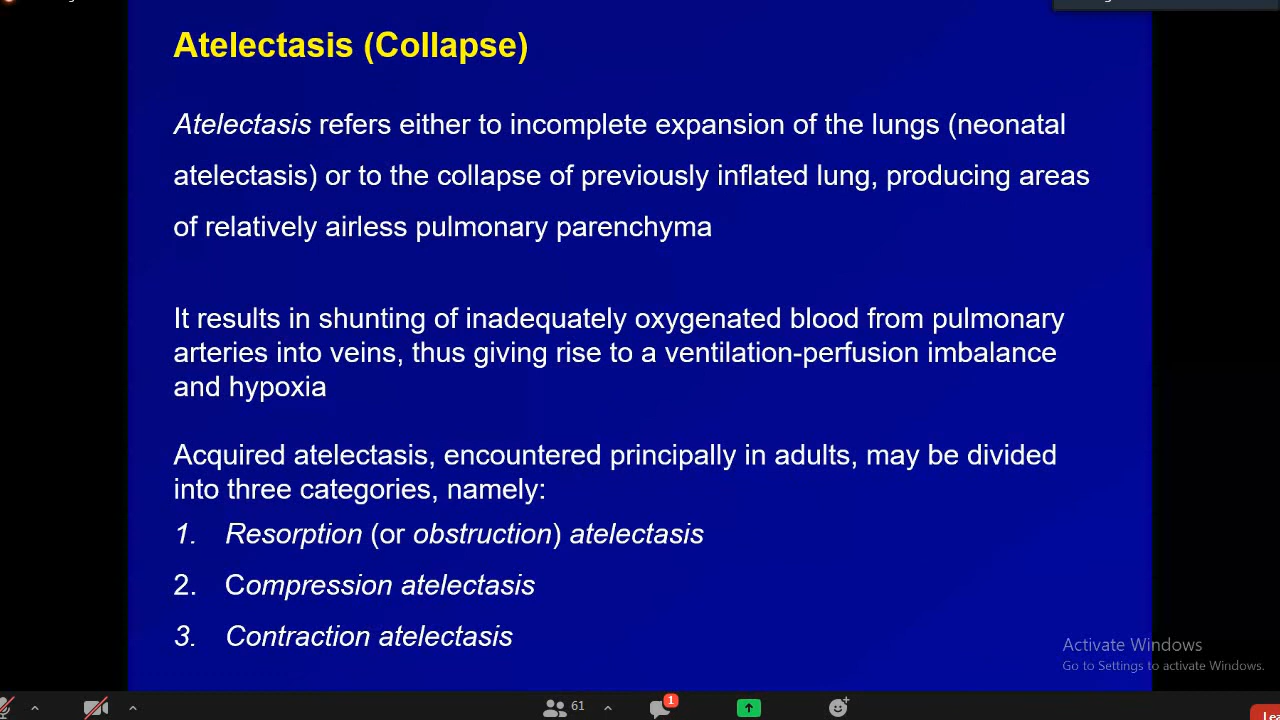 Atelectasis (Collapse)
Atelectasis refers either to incomplete expansion of the lungs (neonatal
atelectasis) or to the collapse of previously inflated lung, producing areas
of relatively airless pulmonary parenchyma
It results in shunting of inadequately oxygenated blood from pulmonary
arteries into veins, thus giving rise to a ventilation-perfusion imbalance
and hypoxia
Acquired atelectasis, encountered principally in adults, may be divided
into three categories, namely:
1. Resorption (or obstruction) atelectasis
2. Compression atelectasis
3. Contraction atelectasis
Activate Windows
Go to Settings to activate Windows.
61
1